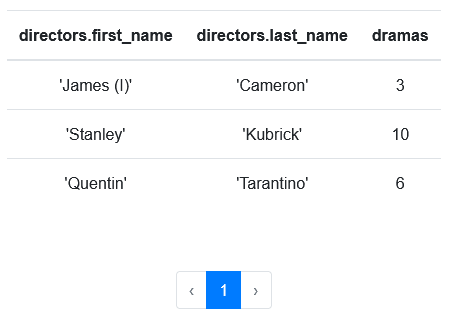 directors.first_name directors.last_name dramas
'James (I)' 'Cameron' 3
'Stanley' 'Kubrick' 10
'Quentin' 'Tarantino' 6
‹ 1 ›